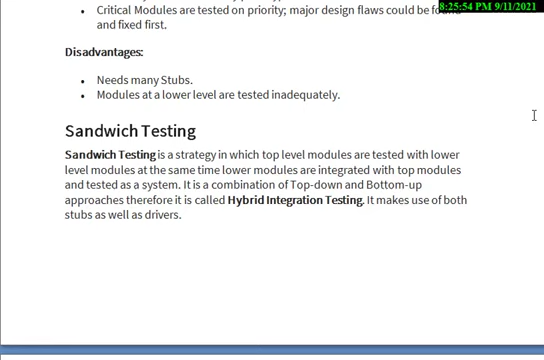 8:25:54 PM 9/11/2021
• Critical Modules are tested on priority; major design flaws could be
and fixed first.
Disadvantages:
• Needs many Stubs.
• Modules at a lower level are tested inadequately.
Sandwich Testing
Sandwich Testing is a strategy in which top level modules are tested with lower
level modules at the same time lower modules are integrated with top modules
and tested as a system. It is a combination of Top-down and Bottom-up
approaches therefore it is called Hybrid Integration Testing. It makes use of both
stubs as well as drivers.